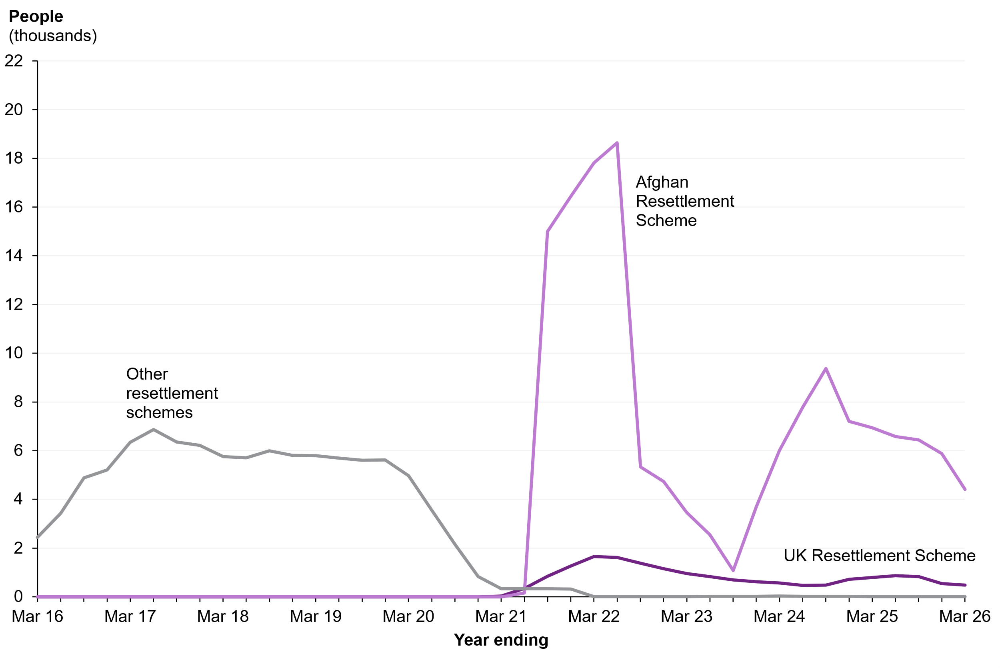 People
(thousands)
22
20
18
16
14
12
10
8
6
4
2
0
Afghan
Resettlement
Scheme
Other
resettlement
schemes
UK Resettlement Scheme
Mar 16 Mar 17 Mar 18 Mar 19 Mar 20 Mar 21 Mar 22 Mar 23 Mar 24 Mar 25 Mar 26
Year ending